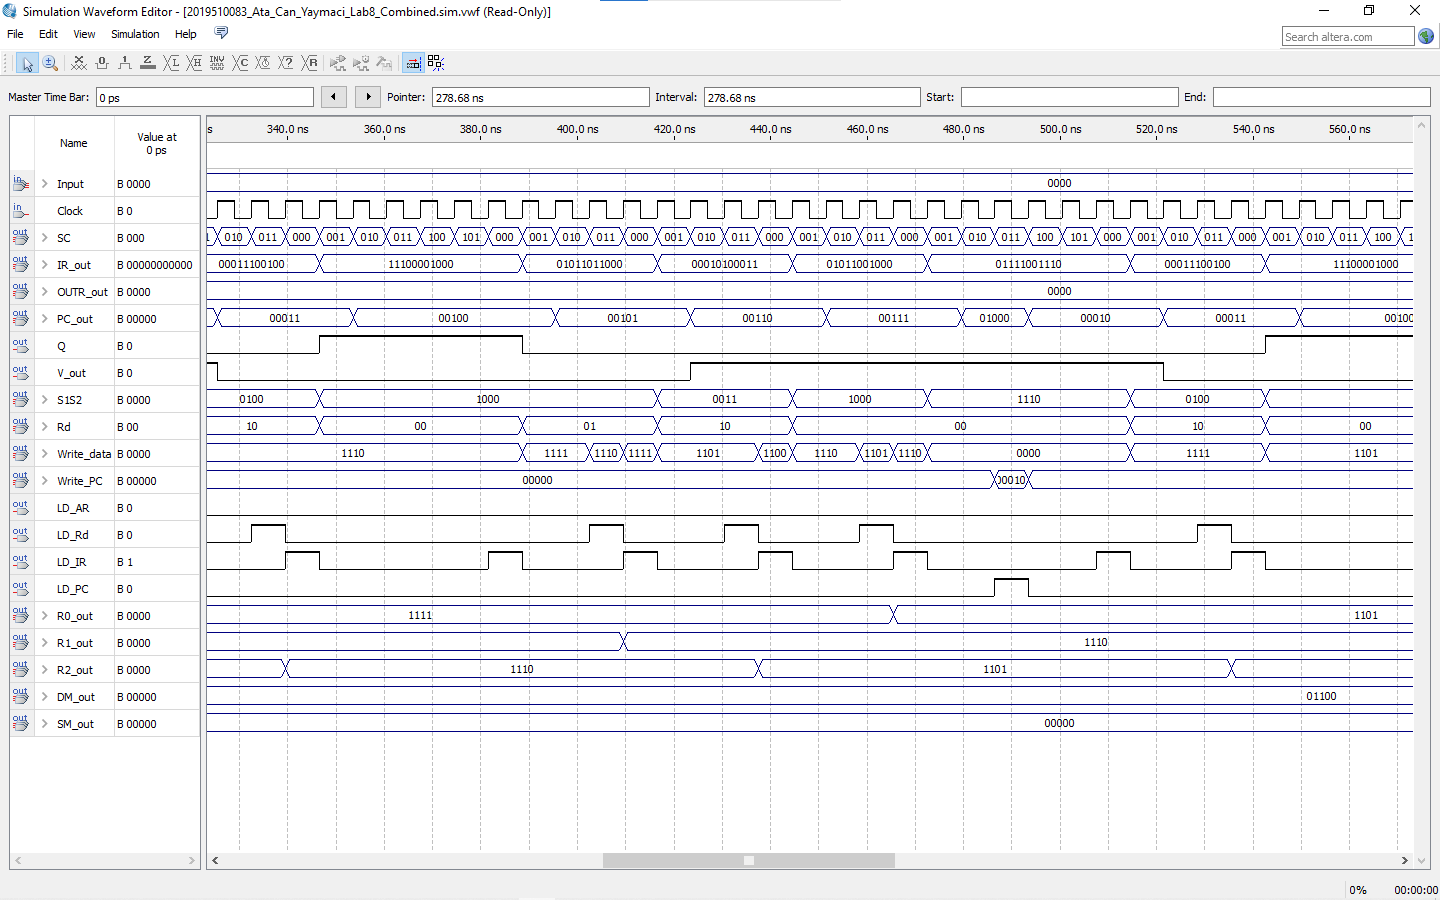 Simulation Waveform Editor - [2019510083_Ata_Can_Yaymaci_Lab8_Combined.sim.vwf (Read-Only)]
File Edit View Simulation Help
Search altera.com
Master Time Bar: 0 ps Pointer: 278.68 ns Interval: 278.68 ns Start: End:
Name Value at 0 ps
s 340.0 ns 360.0 ns 380.0 ns 400.0 ns 420.0 ns 440.0 ns 460.0 ns 480.0 ns 500.0 ns 520.0 ns 540.0 ns 560.0 ns
Input B 0000 0000
Clock B 0
SC B 000 010 011 000 001 010 011 100 101 000 001 010 011 000 001 010 011 000 001 010 011 000 001 010 011 100 101 000 001 010 011 000 001 010 011 100 1
IR_out B 00000000000 00011100100 11100001000 01011011000 00010100011 01011001000 01111001110 00011100100 11100001000
OUTR_out B 0000 0000
PC_out B 00000 00011 00100 00101 00110 00111 01000 00010 00011 00100
Q B 0
V_out B 0
S1S2 B 0000 0100 1000 0011 1000 1110 0100
Rd B 00 10 00 01 10 00 10 00
Write_data B 0000 1110 1111 1110 1111 1101 1100 1110 1101 1110 0000 1111 1101
Write_PC B 00000 00000 00010
LD_AR B 0
LD_Rd B 0
LD_IR B 1
LD_PC B 0
R0_out B 0000 1111 1101
R1_out B 0000 1110
R2_out B 0000 1110 1101
DM_out B 00000 01100
SM_out B 00000 00000
0% 00:00:00